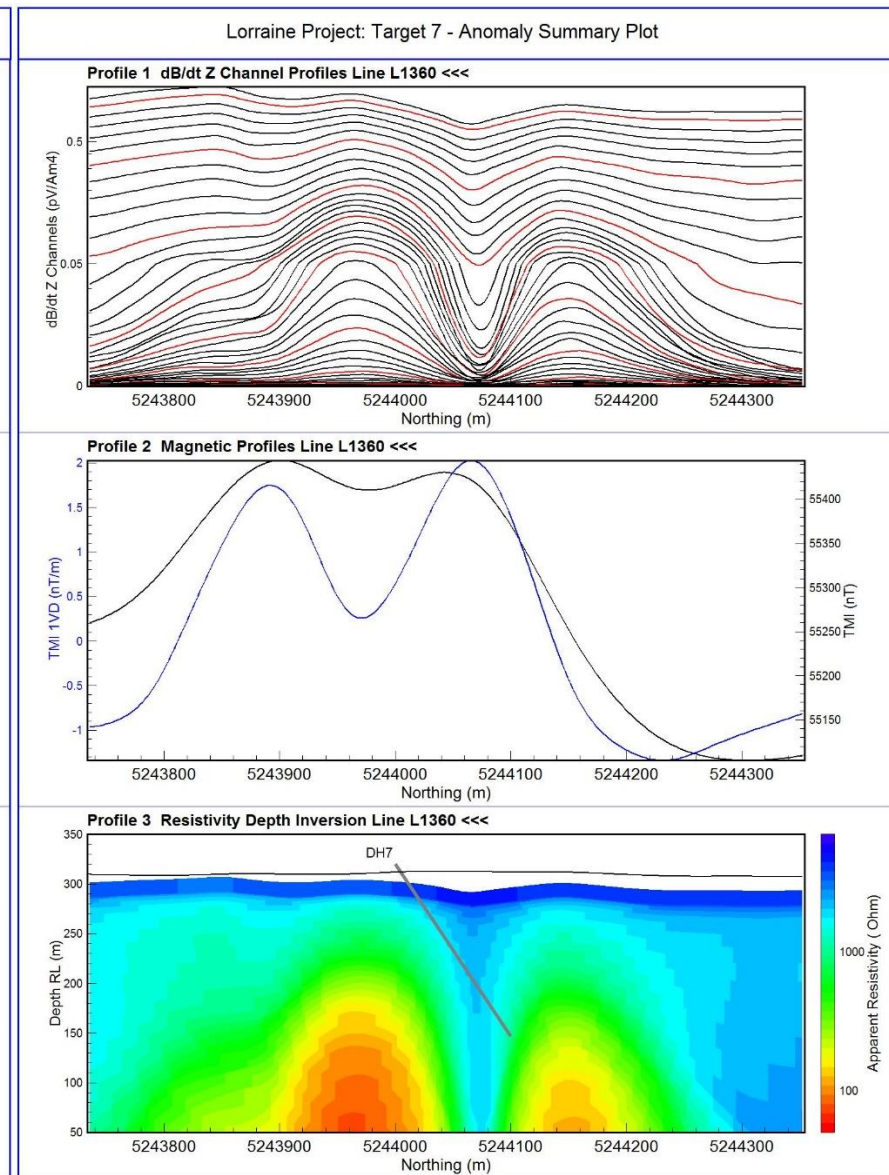 Lorraine Project: Target 7 - Anomaly Summary Plot
Profile 1 dB/dt Z Channel Profiles Line L1360 <<<
dB/dt Z Channels (pV/Am4)
0.5
0.05
0
5243800 5243900 5244000 5244100 5244200 5244300
Northing (m)
Profile 2 Magnetic Profiles Line L1360 <<<
TMI 1VD (nT/m)
2
1.5
1
0.5
0
-0.5
-1
55400
55350
55300
55250
55200
55150
TMI (nT)
5243800 5243900 5244000 5244100 5244200 5244300
Northing (m)
Profile 3 Resistivity Depth Inversion Line L1360 <<<
Depth RL (m)
350
300
250
200
150
100
50
DH7
1000
100
Apparent Resistivity ( Ohm)
5243800 5243900 5244000 5244100 5244200 5244300
Northing (m)